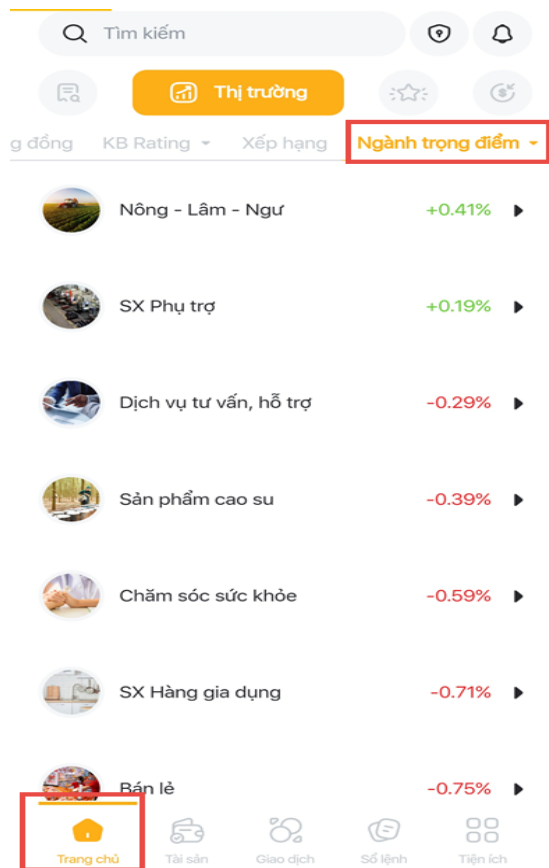 Tìm kiếm
Thị trường
g đồng KB Rating Xếp hạng Ngành trọng điểm
Nông - Lâm - Ngư +0.41%
SX Phụ trợ +0.19%
Dịch vụ tư vấn, hỗ trợ -0.29%
Sản phẩm cao su -0.39%
Chăm sóc sức khỏe -0.59%
SX Hàng gia dụng -0.71%
Bán lẻ -0.75%
Trang chủ Tài sản Giao dịch Sổ lệnh Tiện ích